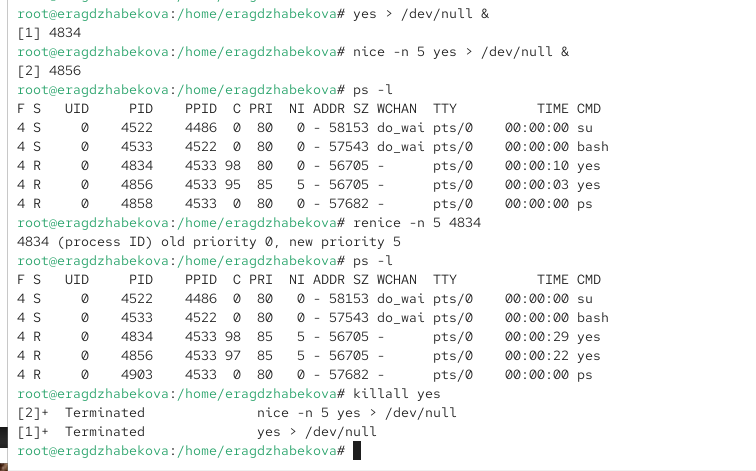 root@eragdzhabekova:/home/eragdzhabekova# yes > /dev/null &
[1] 4834
root@eragdzhabekova:/home/eragdzhabekova# nice -n 5 yes > /dev/null &
[2] 4856
root@eragdzhabekova:/home/eragdzhabekova# ps -l
F S   UID     PID    PPID  C PRI  NI ADDR SZ WCHAN  TTY          TIME CMD
4 S     0    4522    4486  0  80   0 - 58153 do_wai pts/0    00:00:00 su
4 S     0    4533    4522  0  80   0 - 57543 do_wai pts/0    00:00:00 bash
4 R     0    4834    4533 98  80   0 - 56705 -      pts/0    00:00:10 yes
4 R     0    4856    4533 95  85   5 - 56705 -      pts/0    00:00:03 yes
4 R     0    4858    4533  0  80   0 - 57682 -      pts/0    00:00:00 ps
root@eragdzhabekova:/home/eragdzhabekova# renice -n 5 4834
4834 (process ID) old priority 0, new priority 5
root@eragdzhabekova:/home/eragdzhabekova# ps -l
F S   UID     PID    PPID  C PRI  NI ADDR SZ WCHAN  TTY          TIME CMD
4 S     0    4522    4486  0  80   0 - 58153 do_wai pts/0    00:00:00 su
4 S     0    4533    4522  0  80   0 - 57543 do_wai pts/0    00:00:00 bash
4 R     0    4834    4533 98  85   5 - 56705 -      pts/0    00:00:29 yes
4 R     0    4856    4533 97  85   5 - 56705 -      pts/0    00:00:22 yes
4 R     0    4903    4533  0  80   0 - 57682 -      pts/0    00:00:00 ps
root@eragdzhabekova:/home/eragdzhabekova# killall yes
[2]+  Terminated              nice -n 5 yes > /dev/null
[1]+  Terminated              yes > /dev/null
root@eragdzhabekova:/home/eragdzhabekova#